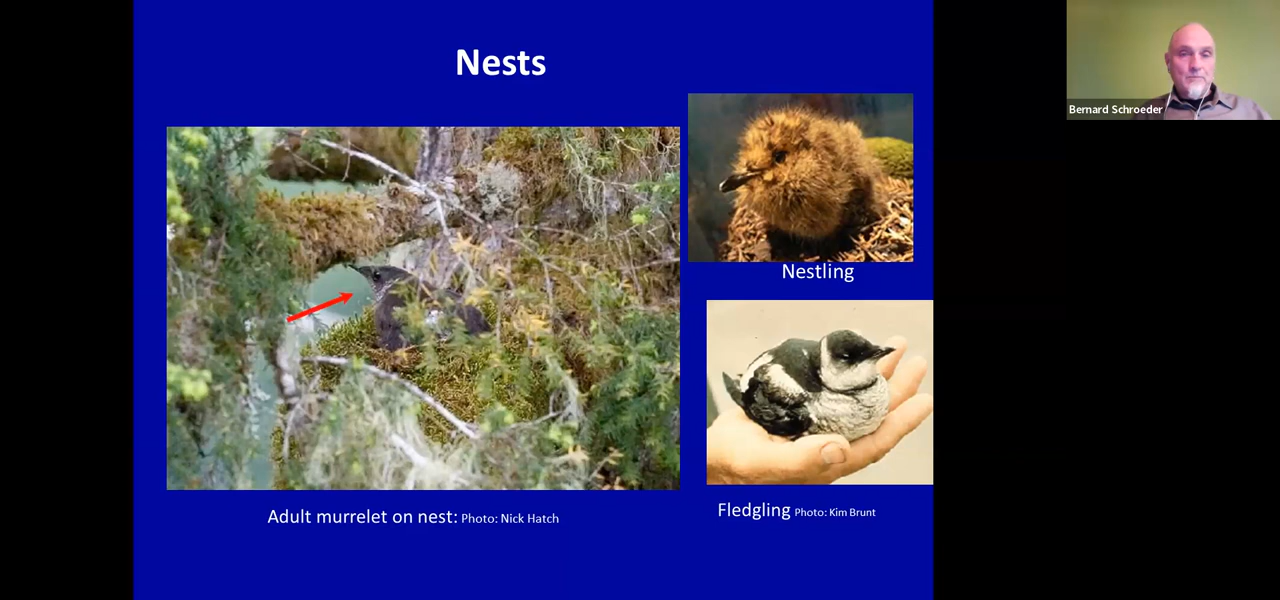 Nests
Bernard Schroeder
Nestling
Adult murrelet on nest: Photo: Nick Hatch
Fledgling Photo: Kim Brunt